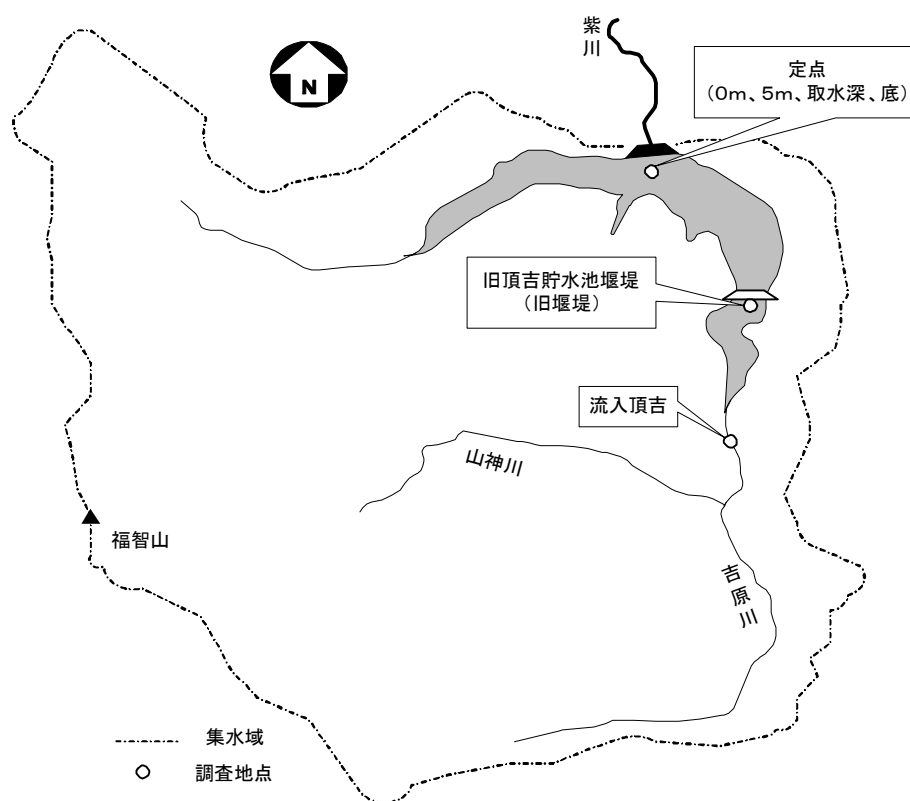 紫川
定点
（0m、5m、取水深、底）
N
旧頂吉貯水池堰堤
（旧堰堤）
流入頂吉
山神川
福智山
吉原川
集水域
調査地点